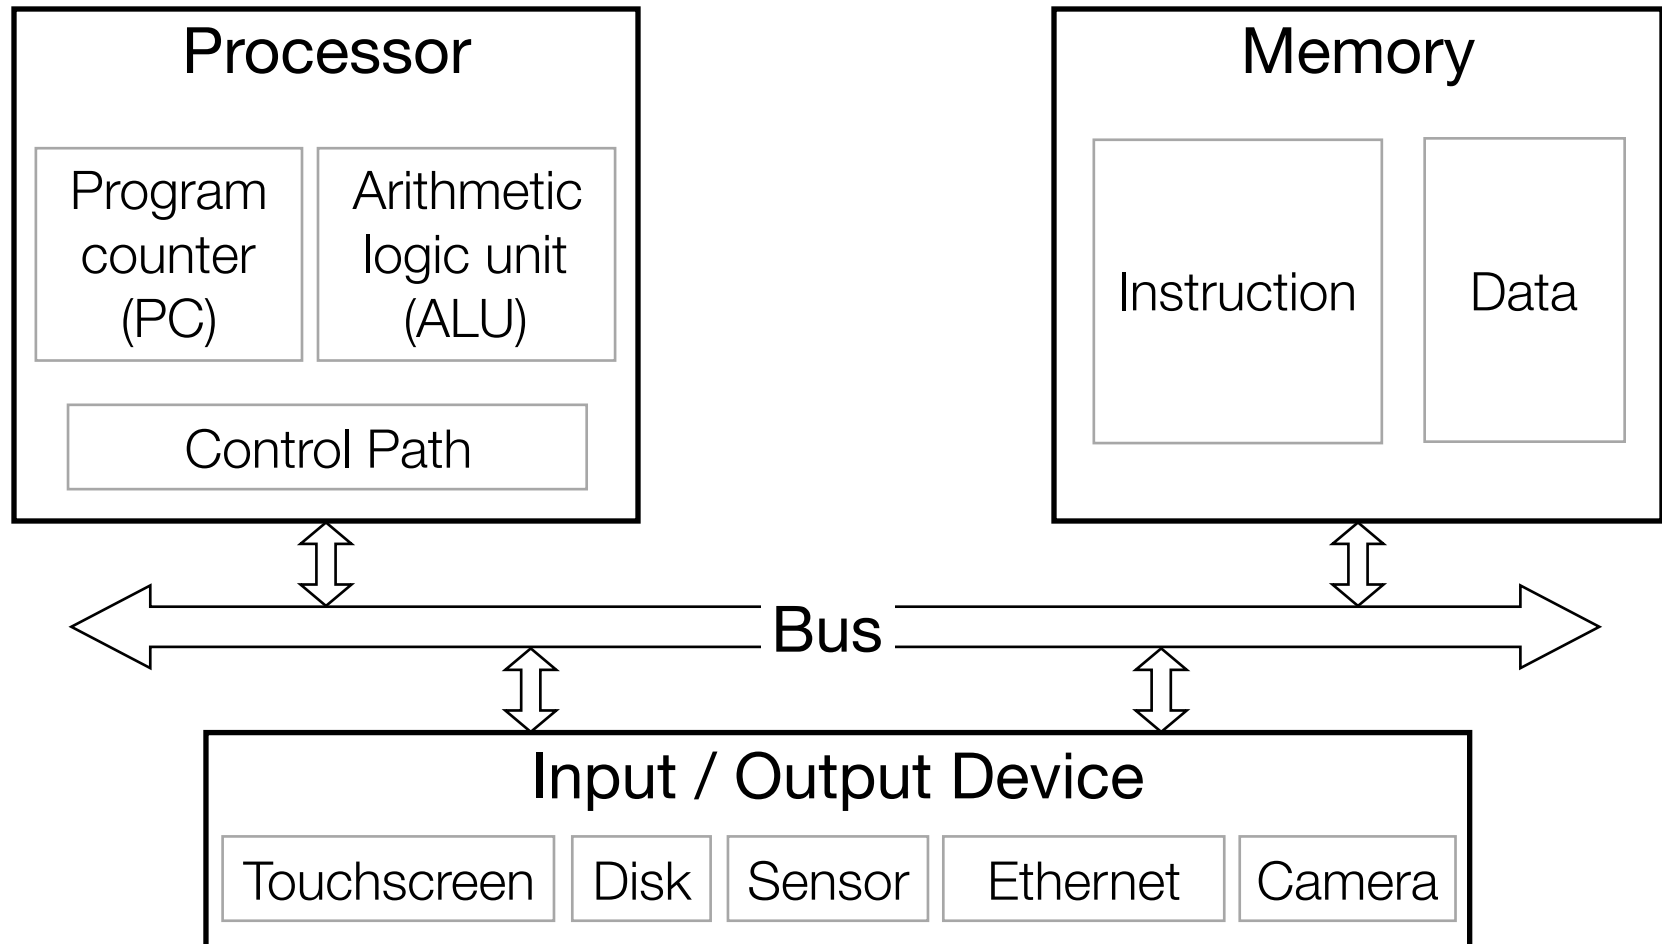 Processor
Program
counter
(PC)
Arithmetic
logic unit
(ALU)
Control Path
Memory
Instruction
Data
Bus
Input / Output Device
Touchscreen
Disk
Sensor
Ethernet
Camera